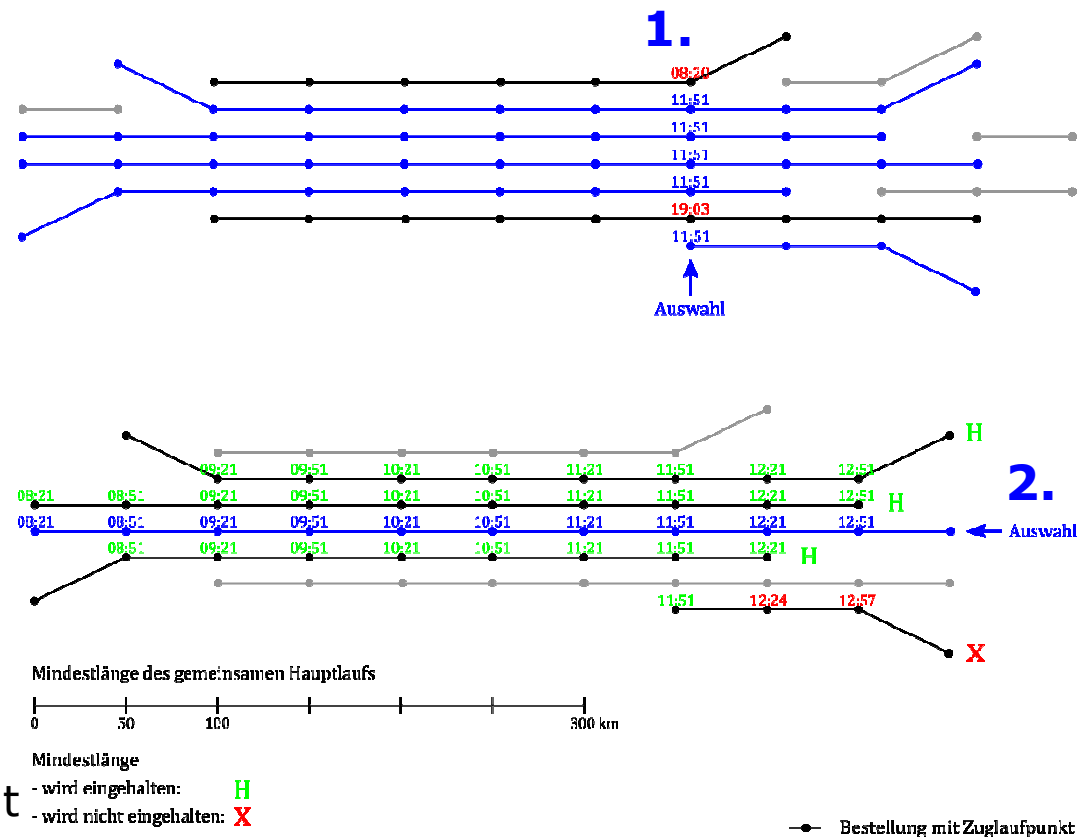 1.
08:20
11:51
11:51
11:51
11:51
19:03
11:51
Auswahl
H
09:21 09:51 10:21 10:51 11:21 11:51 12:21 12:51
2.
08:21 08:51 09:21 09:51 10:21 10:51 11:21 11:51 12:21 12:51 H
08:21 08:51 09:21 09:51 10:21 10:51 11:21 11:51 12:21 12:51 Auswahl
08:51 09:21 09:51 10:21 10:51 11:21 11:51 12:21 H
11:51 12:24 12:57
X
Mindestlänge des gemeinsamen Hauptlaufs
0 50 100 300 km
Mindestlänge
- wird eingehalten: H
t - wird nicht eingehalten: X
Bestellung mit Zuglaufpunkt